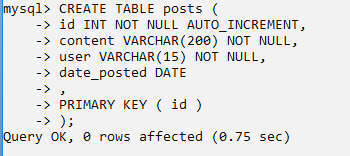 mysql> CREATE TABLE posts (
    -> id INT NOT NULL AUTO_INCREMENT,
    -> content VARCHAR(200) NOT NULL,
    -> user VARCHAR(15) NOT NULL,
    -> date_posted DATE
    -> ,
    -> PRIMARY KEY ( id )
    -> );
Query OK, 0 rows affected (0.75 sec)